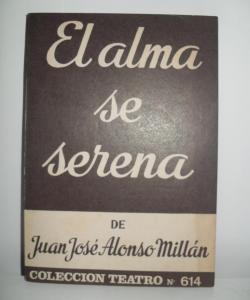 El alma
se
serena
DE
Juan José Alonso Millán
COLECCION TEATRO Nº 614